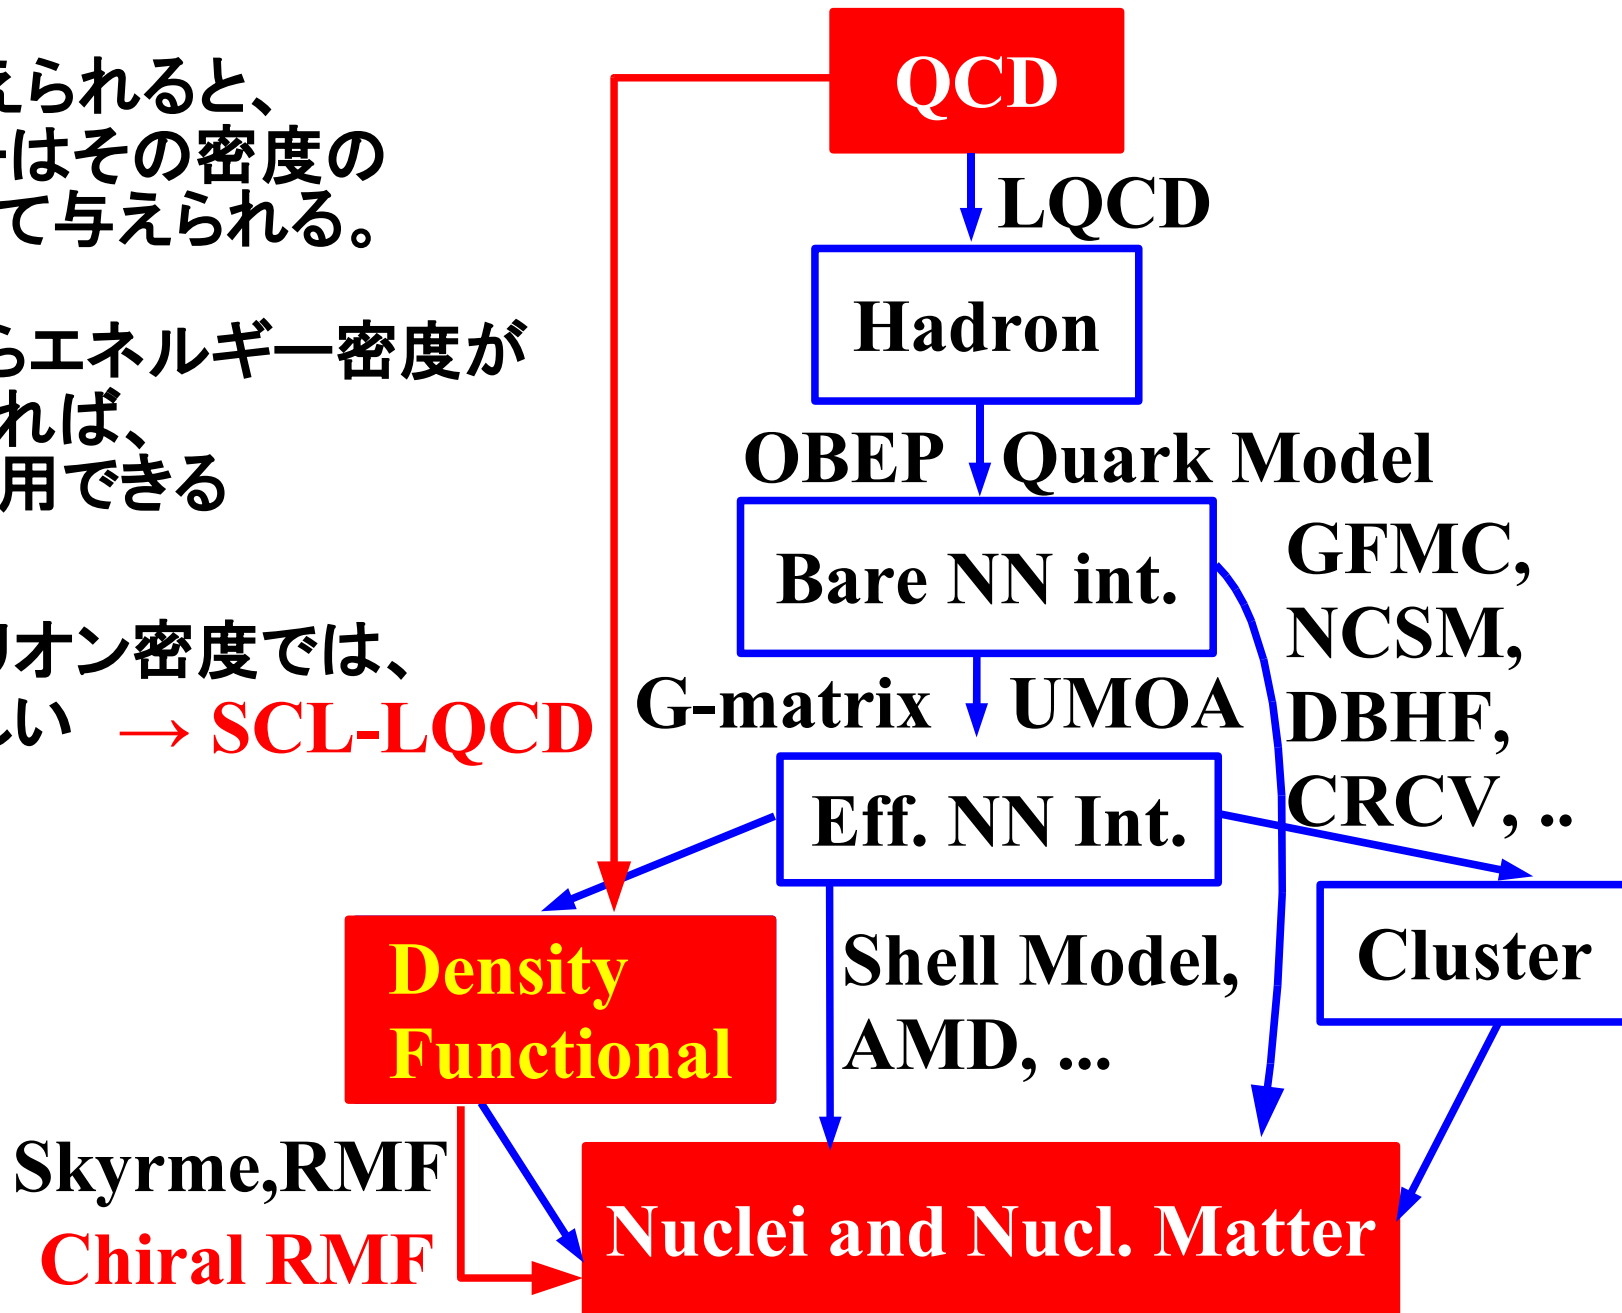 えられると、
はその密度の
て与えられる。
らエネルギー密度が
れば、
用できる
リオン密度では、
しい → SCL-LQCD
QCD
LQCD
Hadron
OBEP Quark Model
Bare NN int.
GFMC,
NCSM,
DBHF,
CRCV, ..
G-matrix UMOA
Eff. NN Int.
Density
Functional
Shell Model,
AMD, ...
Cluster
Skyrme,RMF
Chiral RMF
Nuclei and Nucl. Matter